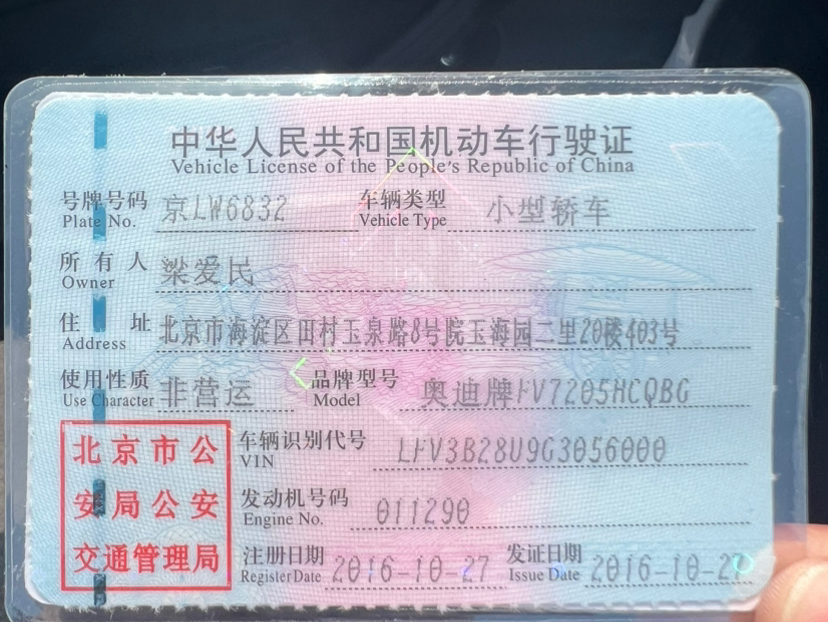 中华人民共和国机动车行驶证
Vehicle License of the People's Republic of China
号牌号码 京LW6832 车辆类型 小型轿车
Plate No. Vehicle Type
所有人 梁爱民
Owner
住址 北京市海淀区田村玉泉路8号院玉海园二里20楼403号
Address
使用性质 非营运 品牌型号 奥迪牌FV7205HCQBG
Use Character Model
北京市公 车辆识别代号 LFV3B28U9G3056000
VIN
安局公安 发动机号码 011290
Engine No.
交通管理局 注册日期 2016-10-27 发证日期 2016-10-27
Register Date Issue Date